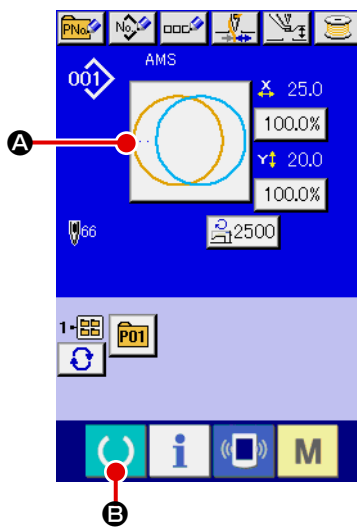 PNo. No.
AMS
001
X 25.0
A
100.0%
Y 20.0
100.0%
66 2500
1- P01
i M
B